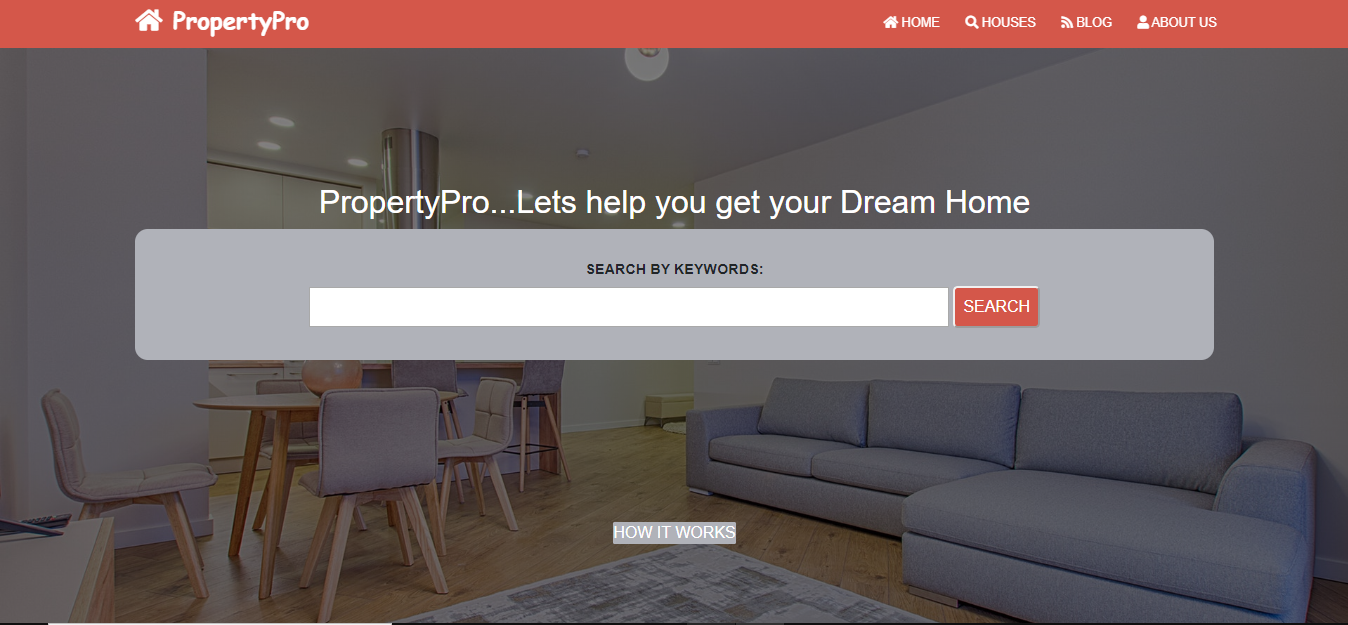 PropertyPro
HOME HOUSES BLOG ABOUT US
PropertyPro...Lets help you get your Dream Home
SEARCH BY KEYWORDS:
SEARCH
HOW IT WORKS